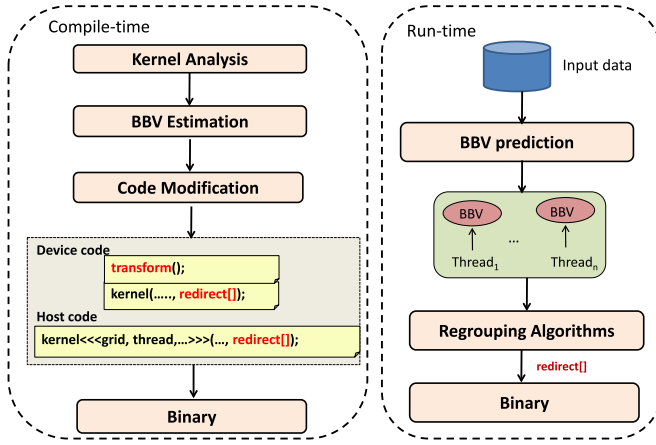 Compile-time
Kernel Analysis
BBV Estimation
Code Modification
Device code
transform();
kernel(....., redirect[]);
Host code
kernel<<<grid, thread,...>>>(..., redirect[]);
Binary
Run-time
Input data
BBV prediction
BBV
BBV
...
Thread1
Threadn
Regrouping Algorithms
redirect[]
Binary